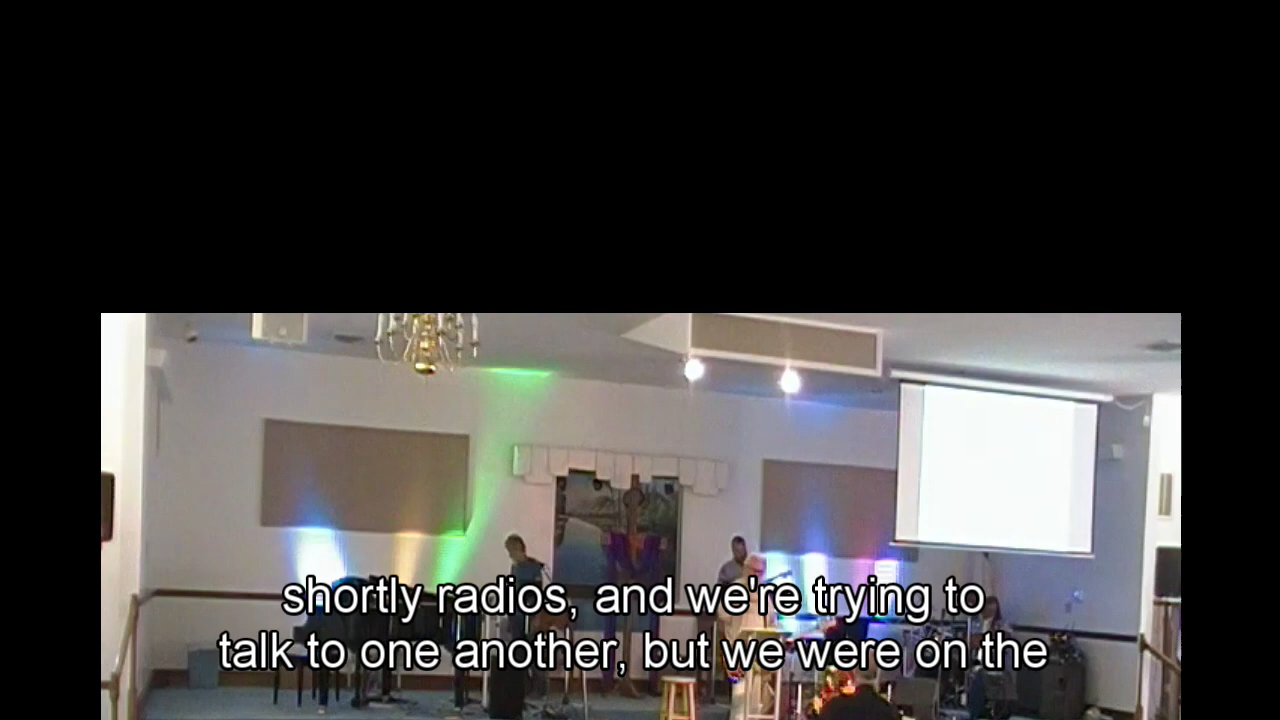 shortly radios, and we're trying to
talk to one another, but we were on the